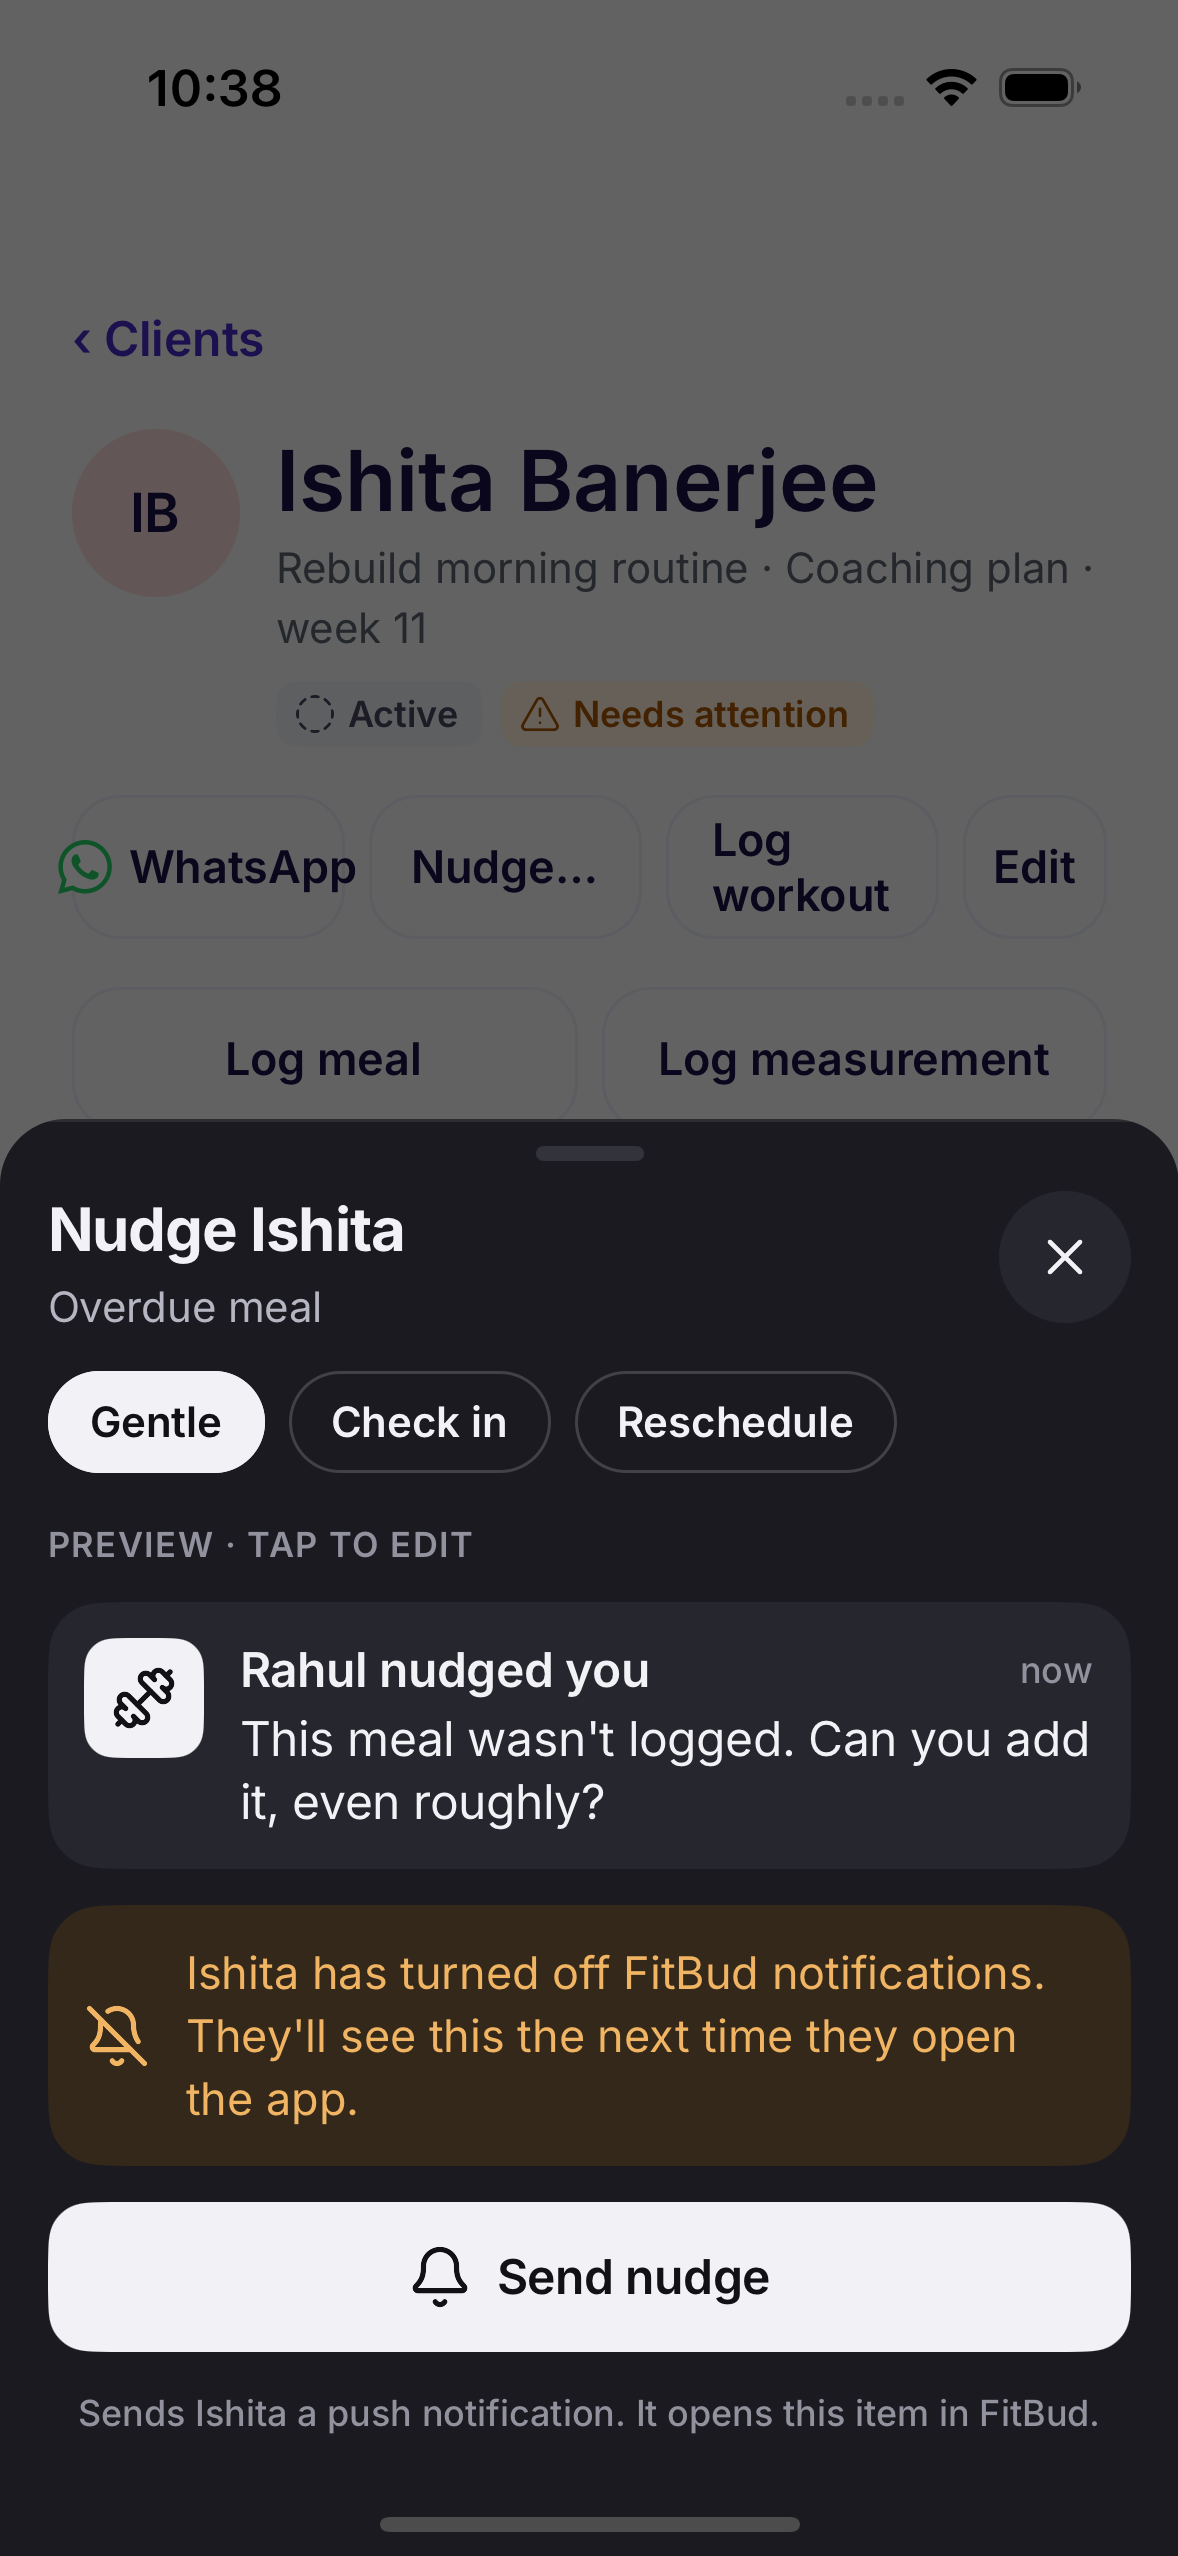 10:38
‹ Clients
IB
Ishita Banerjee
Rebuild morning routine · Coaching plan ·
week 11
Active
Needs attention
WhatsApp
Nudge...
Log
workout
Edit
Log meal
Log measurement
Nudge Ishita
Overdue meal
Gentle
Check in
Reschedule
PREVIEW · TAP TO EDIT
Rahul nudged you
now
This meal wasn't logged. Can you add
it, even roughly?
Ishita has turned off FitBud notifications.
They'll see this the next time they open
the app.
Send nudge
Sends Ishita a push notification. It opens this item in FitBud.